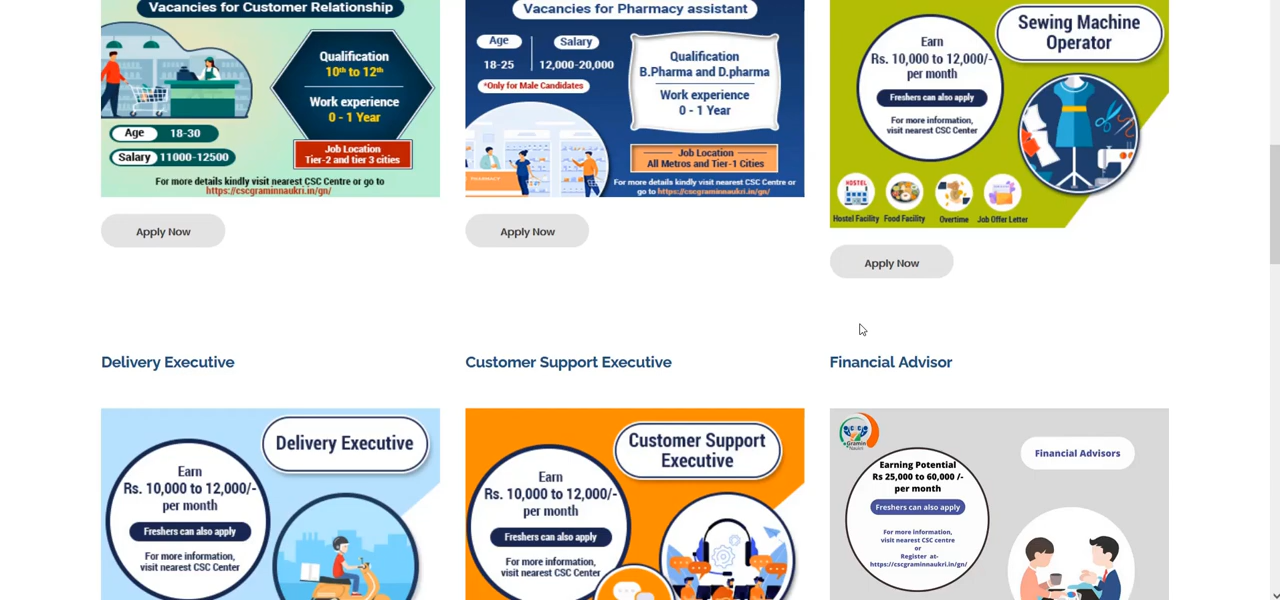 Vacancies for Customer Relationship
Qualification
10th to 12th
Work experience
0 - 1 Year
Age 18-30
Salary 11000-12500
Job Location
Tier-2 and tier 3 cities
For more details kindly visit nearest CSC Centre or go to
https://cscgraminnaukri.in/gn/
Apply Now
Vacancies for Pharmacy assistant
Age
18-25
Salary
12,000-20,000
*Only for Male Candidates
Qualification
B.Pharma and D.pharma
Work experience
0 - 1 Year
PHARMACY
Job Location
All Metros and Tier-1 Cities
For more details kindly visit nearest CSC Centre or
go to https://cscgraminnaukri.in/gn/
Apply Now
Sewing Machine
Operator
Earn
Rs. 10,000 to 12,000/-
per month
Freshers can also apply
For more information,
visit nearest CSC Center
HOSTEL
Hostel Facility
Food Facility
Overtime
Job Offer Letter
Apply Now
Delivery Executive
Customer Support Executive
Financial Advisor
Delivery Executive
Earn
Rs. 10,000 to 12,000/-
per month
Freshers can also apply
For more information,
visit nearest CSC Center
Customer Support
Executive
Earn
Rs. 10,000 to 12,000/-
per month
Freshers can also apply
For more information,
visit nearest CSC Center
Gramin
Naukri
Financial Advisors
Earning Potential
Rs 25,000 to 60,000 /-
per month
Freshers can also apply
For more information,
visit nearest CSC centre
or
Register at-
https://cscgraminnaukri.in/gn/